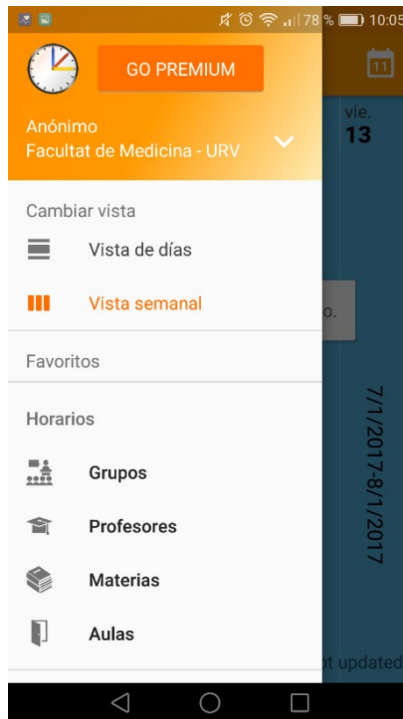 78 % 10:05
GO PREMIUM
11
Anónimo
Facultat de Medicina - URV
vie.
13
Cambiar vista
Vista de días
Vista semanal
o.
Favoritos
Horarios
Grupos
Profesores
Materias
Aulas
7/1/2017-8/1/2017
ot updated